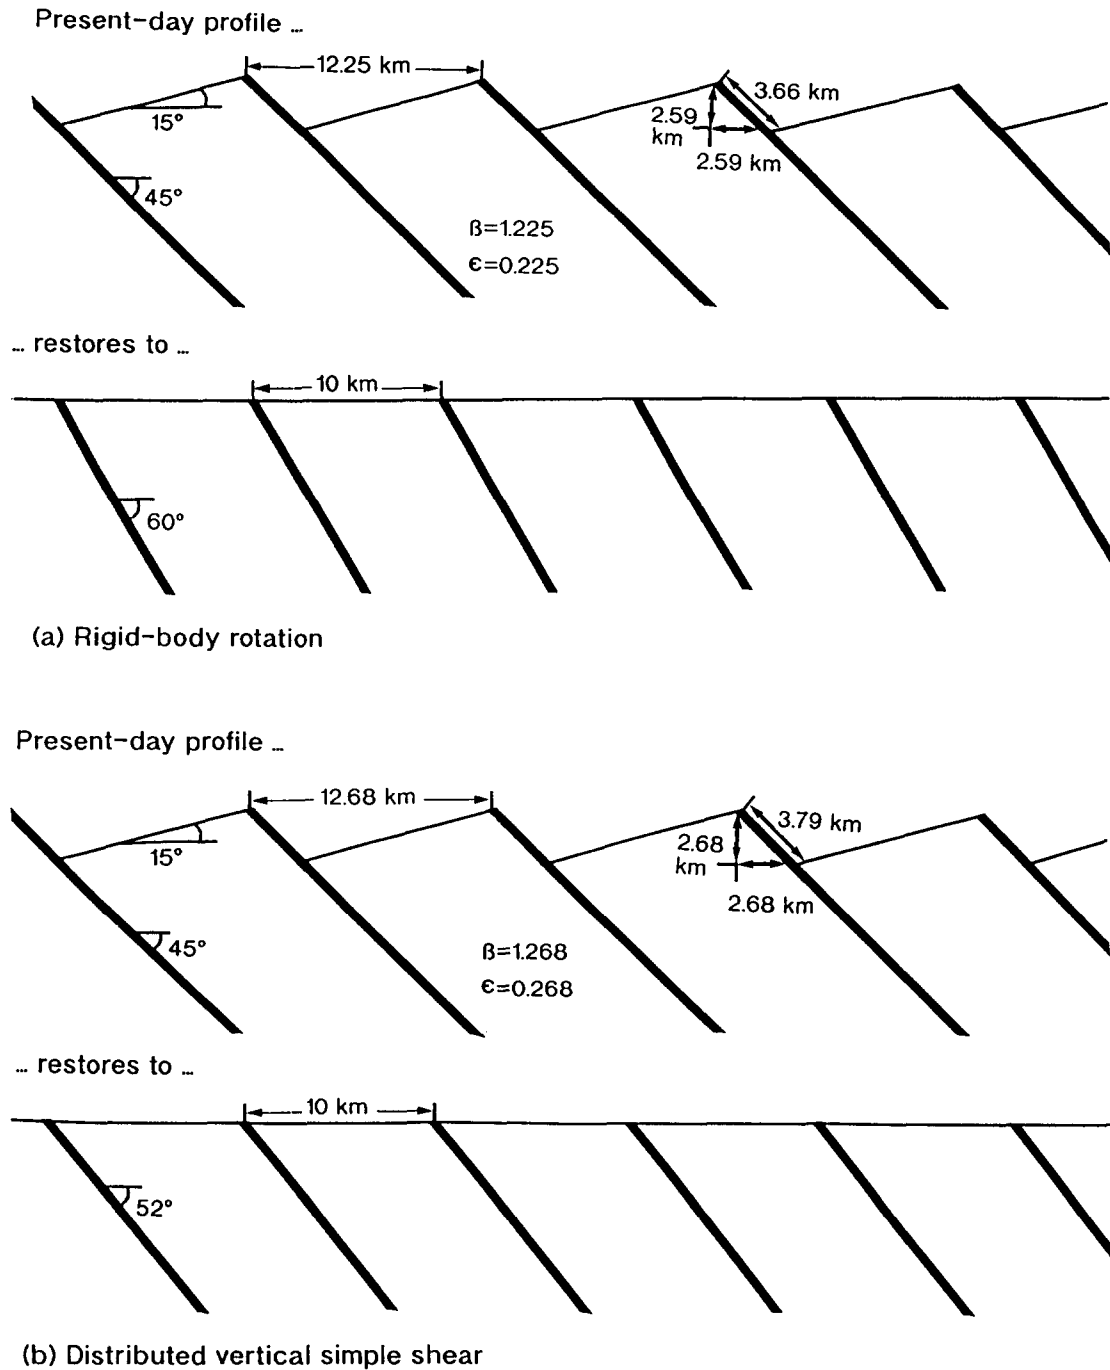 Present-day profile ...
12.25 km
3.66 km
15°
2.59
km
2.59 km
45°
ß=1.225
ϵ=0.225
... restores to ...
10 km
60°
(a) Rigid-body rotation
Present-day profile ...
12.68 km
3.79 km
15°
2.68
km
2.68 km
45°
ß=1.268
ϵ=0.268
... restores to ...
10 km
52°
(b) Distributed vertical simple shear